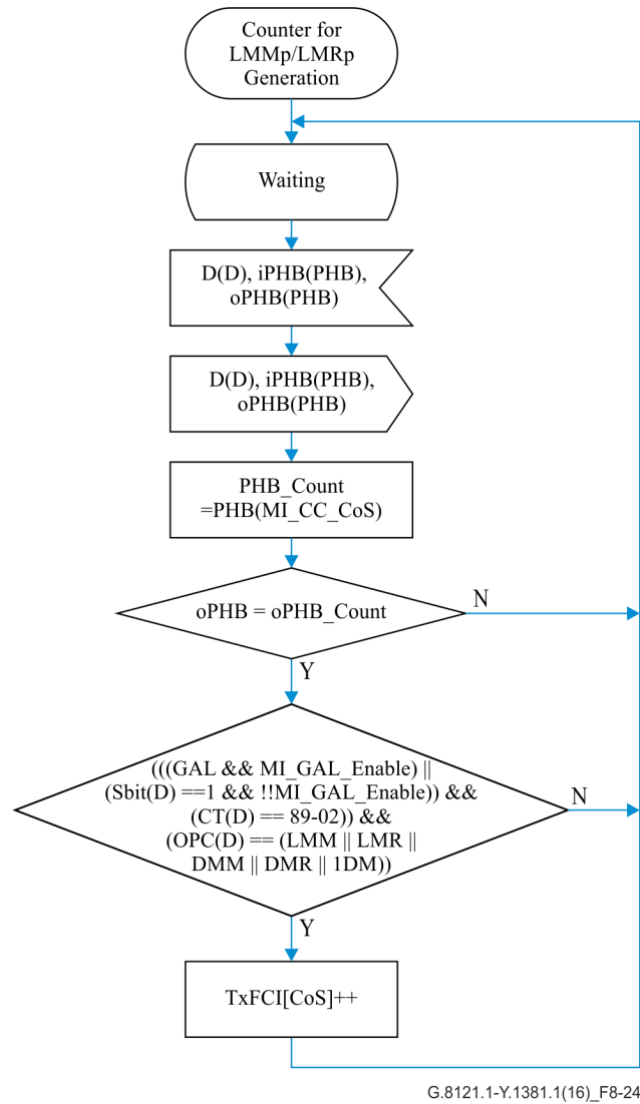 Counter for
LMMp/LMRp
Generation
Waiting
D(D), iPHB(PHB),
oPHB(PHB)
D(D), iPHB(PHB),
oPHB(PHB)
PHB_Count
=PHB(MI_CC_CoS)
oPHB = oPHB_Count
N
Y
(((GAL && MI_GAL_Enable) ||
(Sbit(D) ==1 && !!MI_GAL_Enable)) &&
(CT(D) == 89-02)) &&
(OPC(D) == (LMM || LMR ||
DMM || DMR || 1DM))
N
Y
TxFCI[CoS]++
G.8121.1-Y.1381.1(16)_F8-24